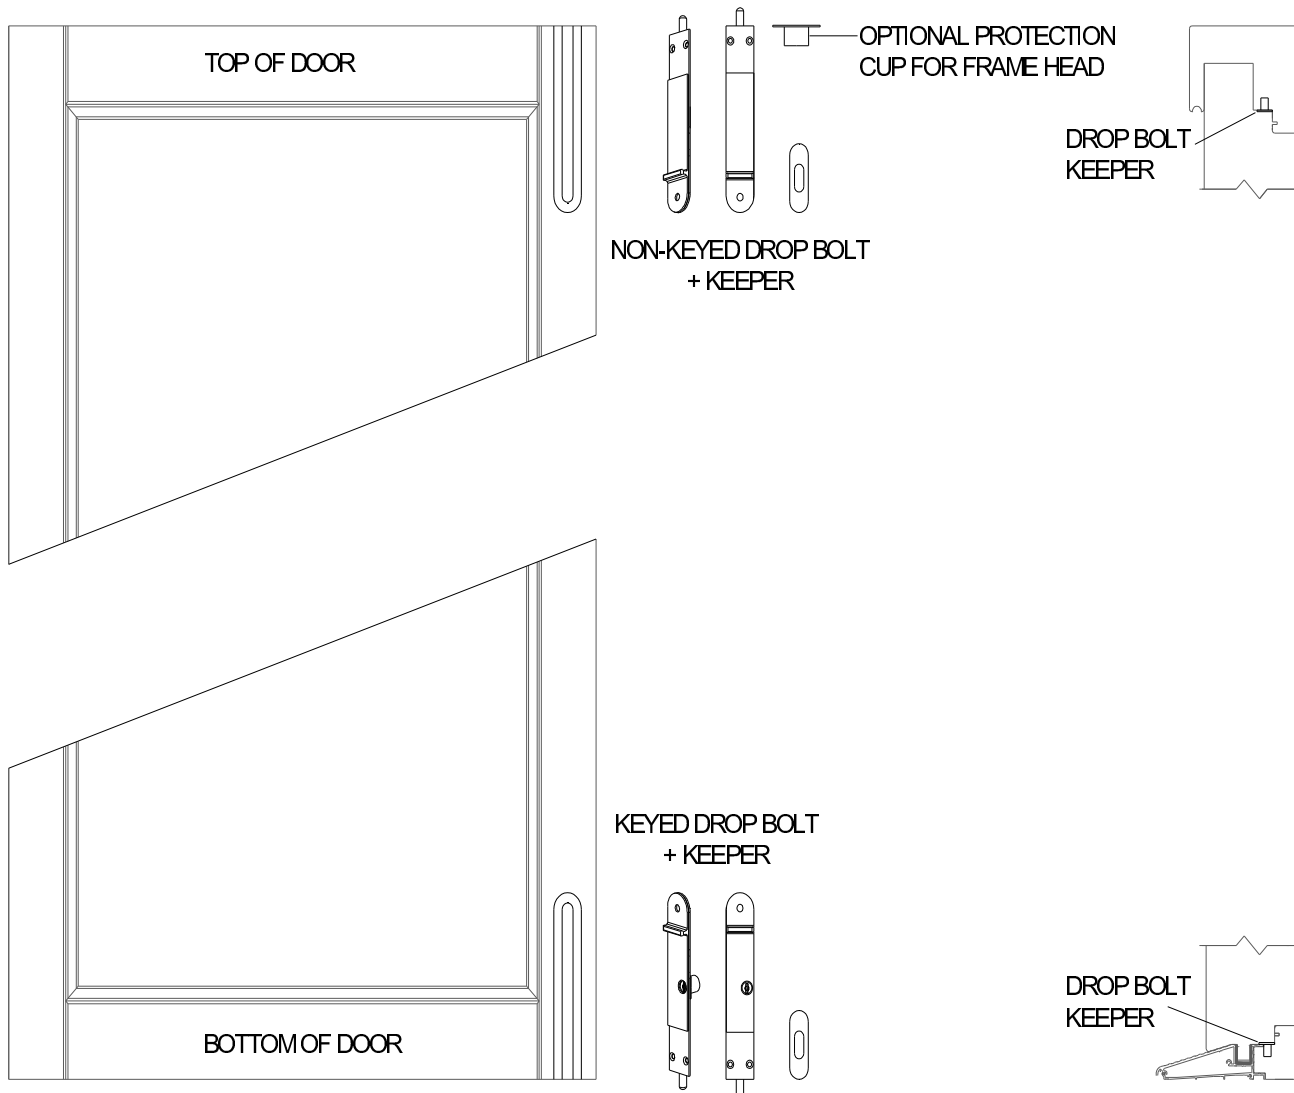 TOP OF DOOR
OPTIONAL PROTECTION
CUP FOR FRAME HEAD
DROP BOLT
KEEPER
NON-KEYED DROP BOLT
+ KEEPER
KEYED DROP BOLT
+ KEEPER
DROP BOLT
KEEPER
BOTTOM OF DOOR